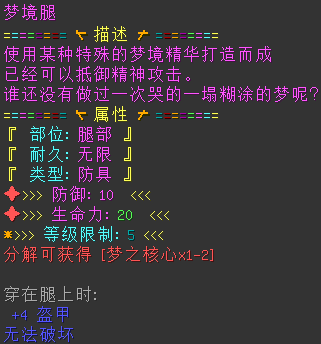 梦境腿
====----==== ↸ 描述 ↗ ====----====
使用某种特殊的梦境精华打造而成
已经可以抵御精神攻击。
谁还没有做过一次哭的一塌糊涂的梦呢?
====----==== ↸ 属性 ↗ ====----====
『 部位: 腿部 』
『 耐久: 无限 』
『 类型: 防具 』
✦>>> 防御: 10 <<<
✦>>> 生命力: 20 <<<
✴>>> 等级限制: 5 <<<
分解可获得 [梦之核心x1-2]
穿在腿上时:
+4 盔甲
无法破坏